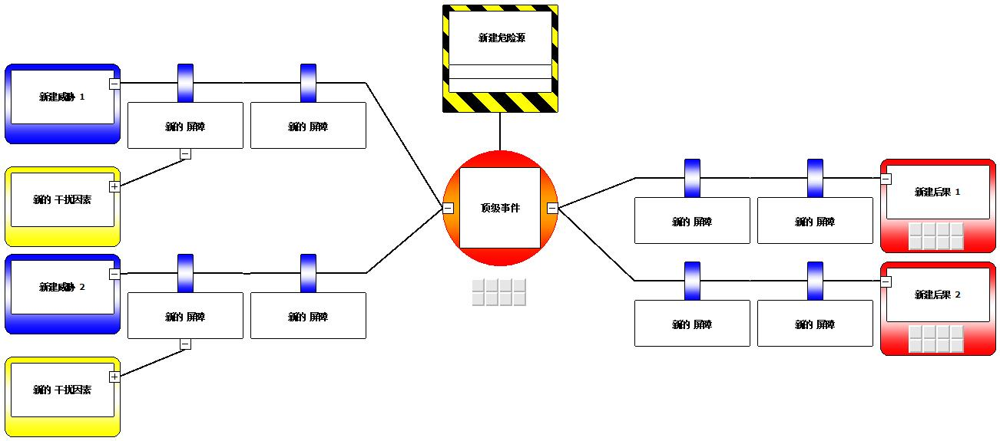 新建危险源
新建威胁 1
新的 屏障
新的 屏障
新的 干扰因素
顶级事件
新建后果 1
新的 屏障
新的 屏障
新建威胁 2
新的 屏障
新的 屏障
新建后果 2
新的 屏障
新的 屏障
新的 干扰因素